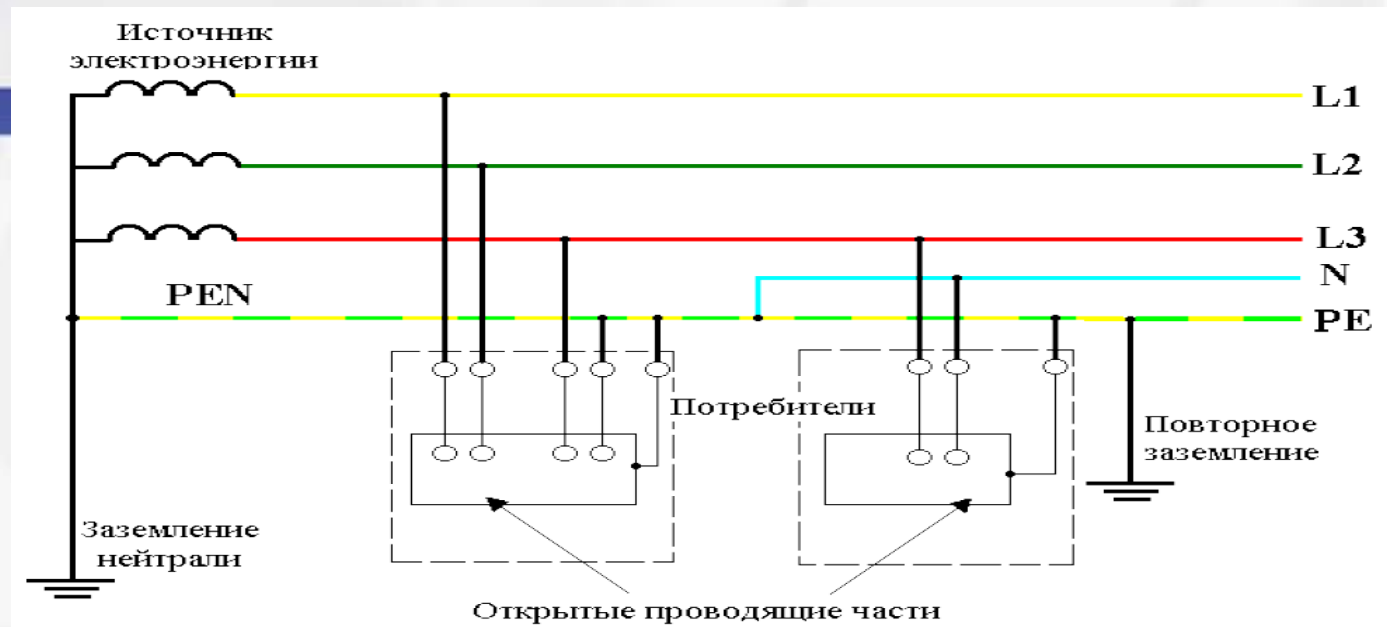 Источник
электроэнергии
L1
L2
L3
N
PEN
PE
Потребители
Повторное
заземление
Заземление
нейтрали
Открытые проводящие части